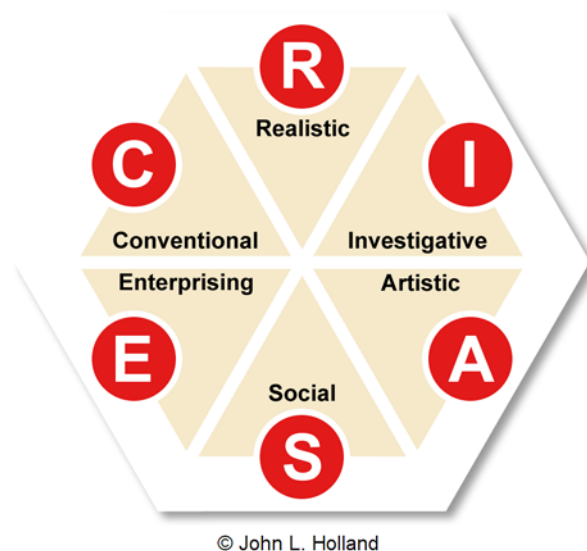 R
Realistic
C
I
Conventional
Investigative
Enterprising
Artistic
E
A
Social
S
© John L. Holland